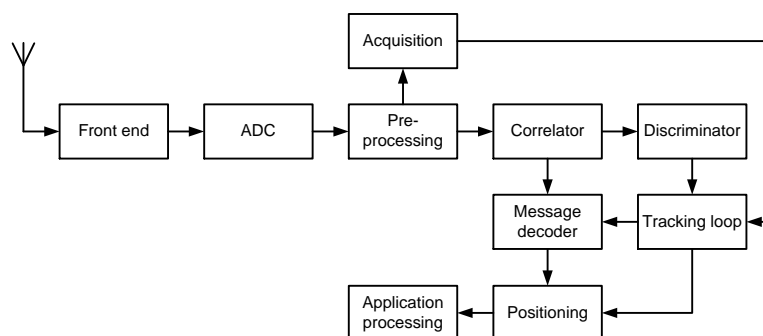 Acquisition
Front end
ADC
Pre-
processing
Correlator
Discriminator
Message
decoder
Tracking loop
Application
processing
Positioning